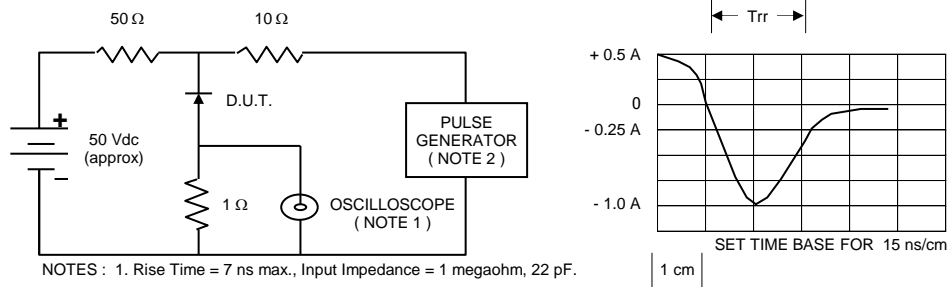 50 Ω
10 Ω
Trr
+ 0.5 A
D.U.T.
0
+
50 Vdc
(approx)
PULSE
GENERATOR
( NOTE 2 )
- 0.25 A
1 Ω
OSCILLOSCOPE
( NOTE 1 )
- 1.0 A
SET TIME BASE FOR 15 ns/cm
NOTES : 1. Rise Time = 7 ns max., Input Impedance = 1 megaohm, 22 pF.
1 cm